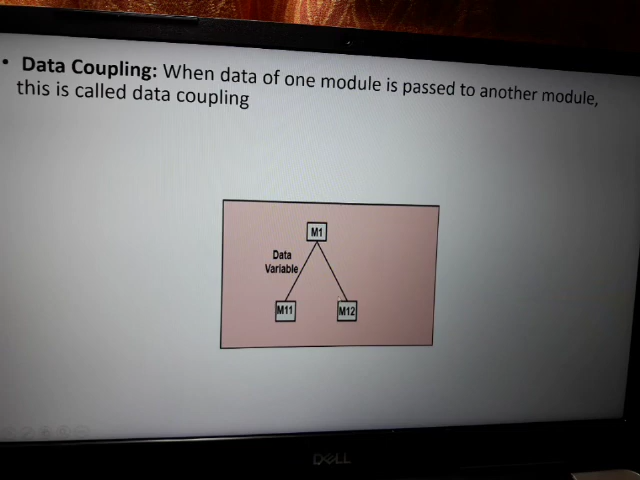 • Data Coupling: When data of one module is passed to another module,
this is called data coupling
M1
Data
Variable
M11
M12
DELL